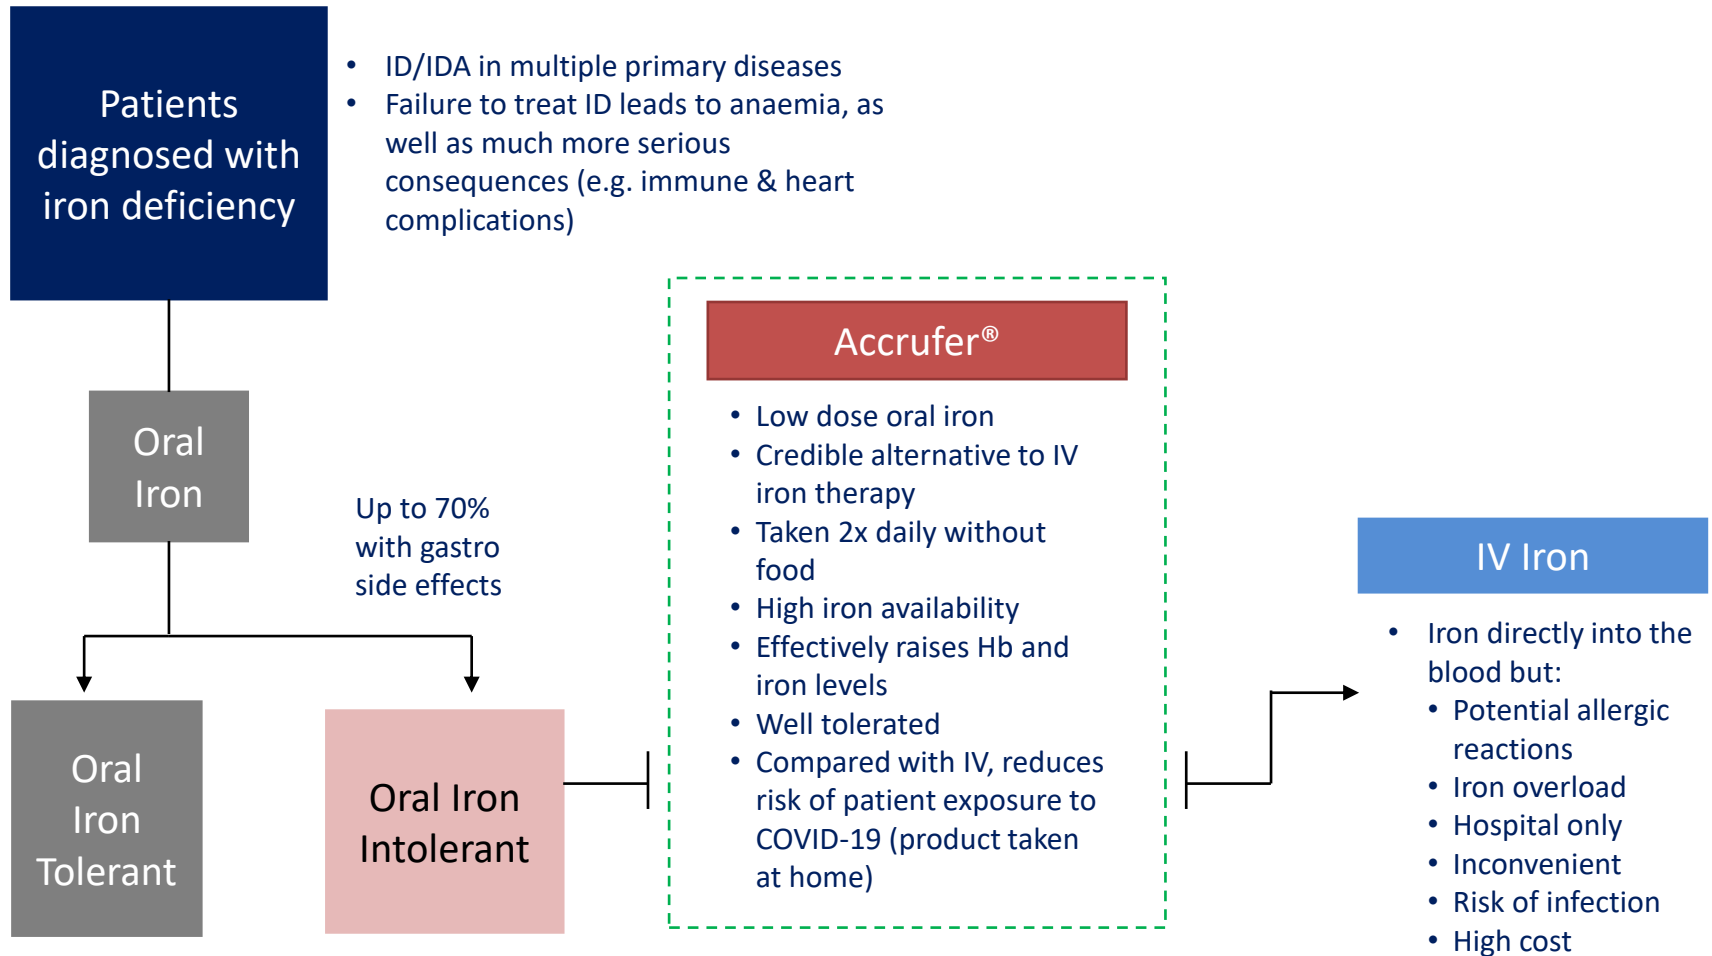 Patients
diagnosed with
iron deficiency
• ID/IDA in multiple primary diseases
• Failure to treat ID leads to anaemia, as
well as much more serious
consequences (e.g. immune & heart
complications)
Oral
Iron
Up to 70%
with gastro
side effects
Oral
Iron
Tolerant
Oral Iron
Intolerant
Accrufer®
• Low dose oral iron
• Credible alternative to IV
iron therapy
• Taken 2x daily without
food
• High iron availability
• Effectively raises Hb and
iron levels
• Well tolerated
• Compared with IV, reduces
risk of patient exposure to
COVID-19 (product taken
at home)
IV Iron
• Iron directly into the
blood but:
• Potential allergic
reactions
• Iron overload
• Hospital only
• Inconvenient
• Risk of infection
• High cost